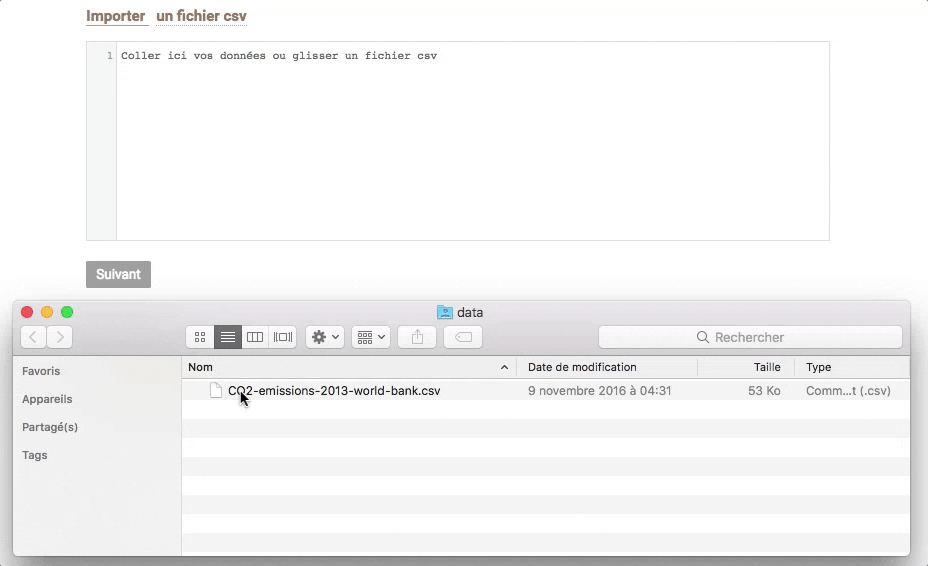 Importer un fichier csv
1 Coller ici vos données ou glisser un fichier csv
Suivant
data
Rechercher
Favoris
Appareils
Partagé(s)
Tags
Nom Date de modification Taille Type
CO2-emissions-2013-world-bank.csv 9 novembre 2016 à 04:31 53 Ko Comm...t (.csv)